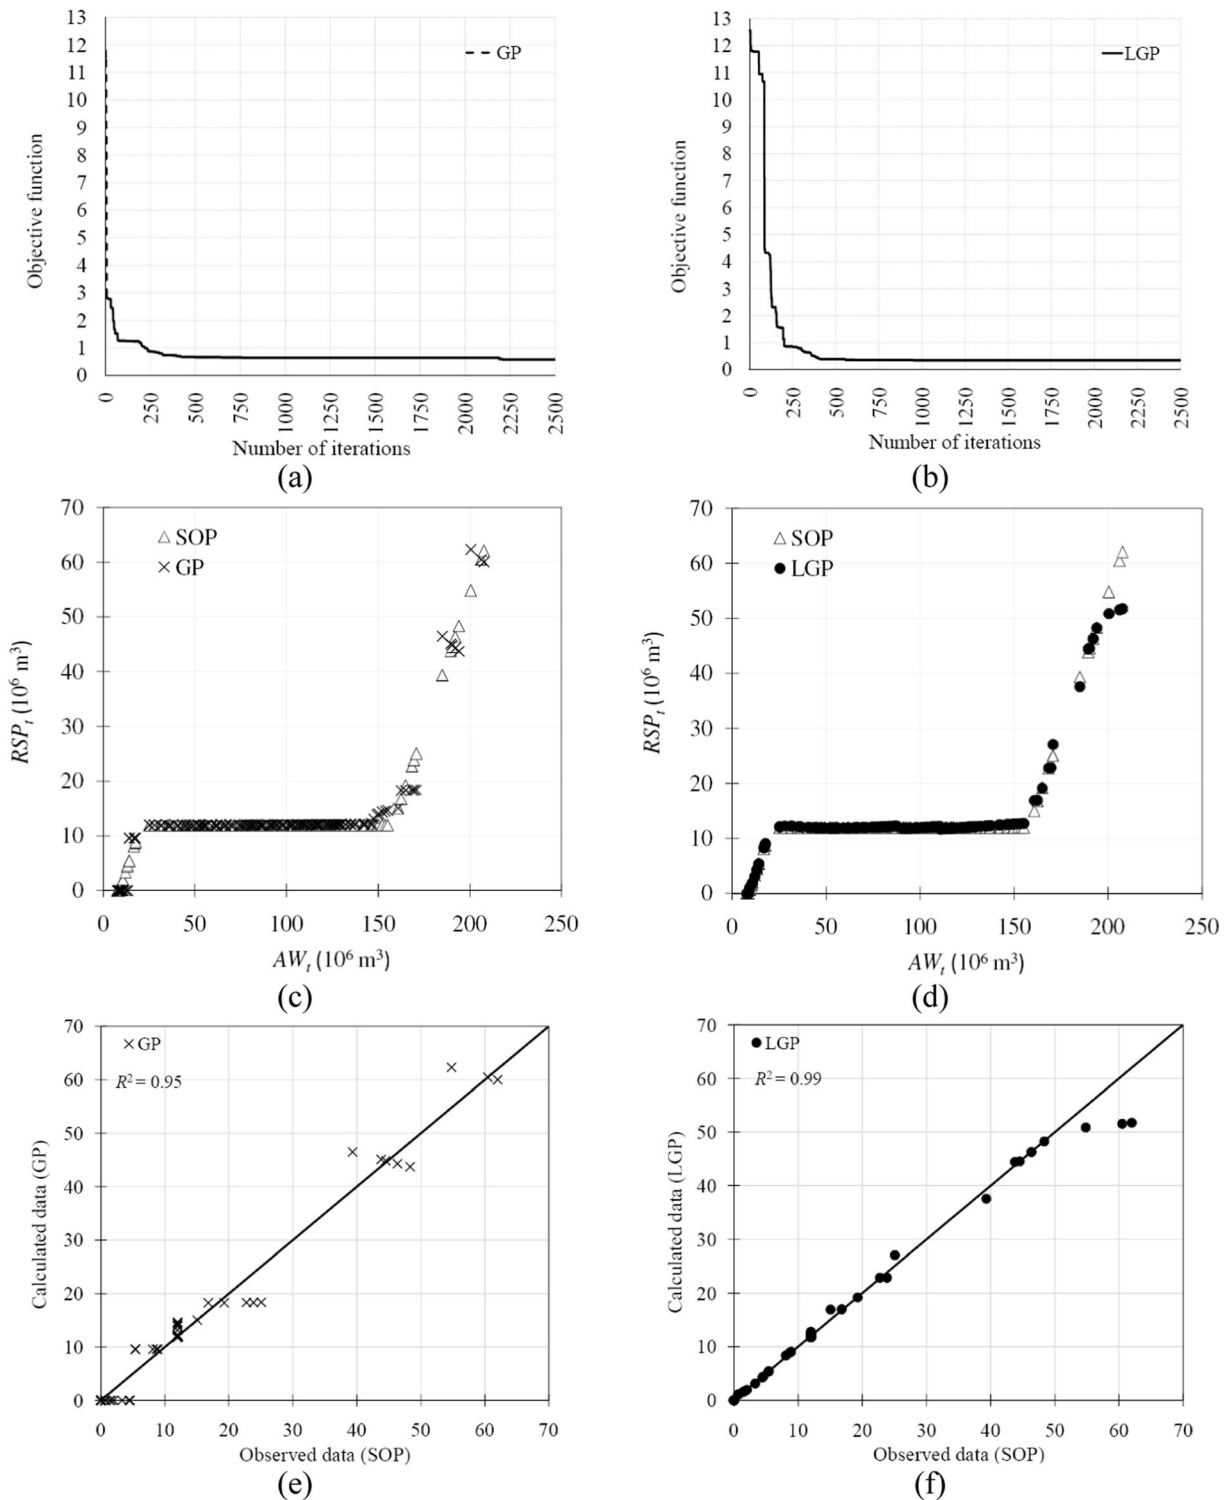 13
12
11
10
9
8
7
6
5
4
3
2
1
0
Objective function
GP
0
250
500
750
1000
1250
1500
1750
2000
2250
2500
Number of iterations
(a)
13
12
11
10
9
8
7
6
5
4
3
2
1
0
Objective function
LGP
0
250
500
750
1000
1250
1500
1750
2000
2250
2500
Number of iterations
(b)
70
60
50
40
30
20
10
0
RSPt (10⁶ m³)
SOP
GP
0 50 100 150 200 250
AWt (10⁶ m³)
(c)
70
60
50
40
30
20
10
0
RSPt (10⁶ m³)
SOP
LGP
0 50 100 150 200 250
AWt (10⁶ m³)
(d)
70
60
50
40
30
20
10
0
Calculated data (GP)
GP
R² = 0.95
0 10 20 30 40 50 60 70
Observed data (SOP)
(e)
70
60
50
40
30
20
10
0
Calculated data (LGP)
LGP
R² = 0.99
0 10 20 30 40 50 60 70
Observed data (SOP)
(f)